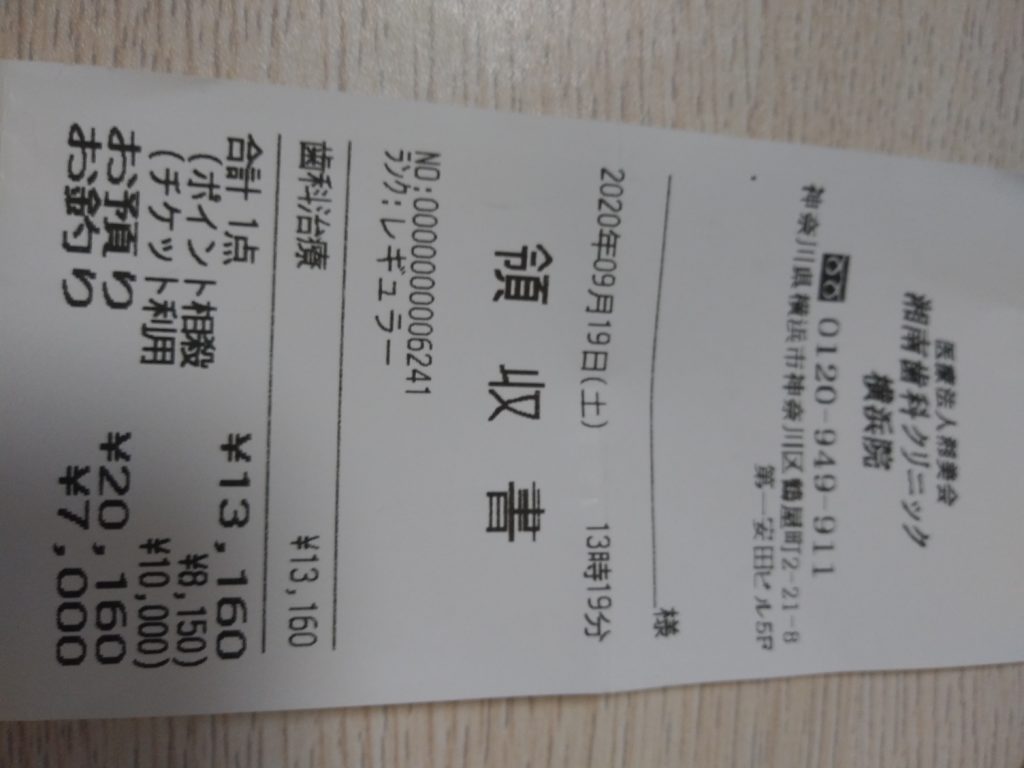 医療法人翔美会
湘南歯科クリニック
横浜院
0120-949-911
神奈川県横浜市神奈川区鶴屋町2-21-8
第一安田ビル5F
様
2020年09月19日(土) 13時19分
領収書
NO:0000000006241
ランク:レギュラー
歯科治療 ¥13,160
合計 1点 ¥13,160
(ポイント相殺 ¥8,150)
(チケット利用 ¥10,000)
お預り ¥20,160
お釣り ¥7,000